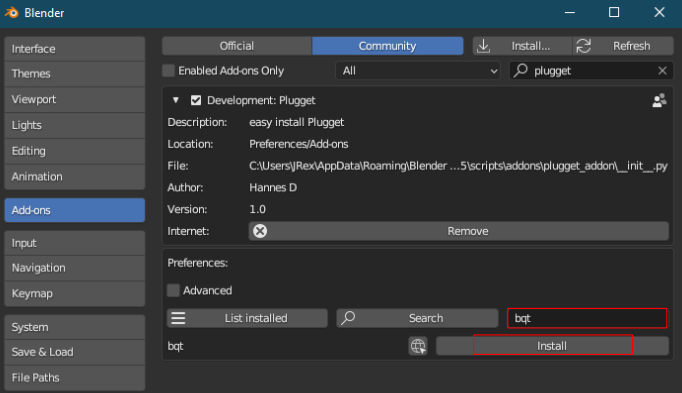 Blender
Interface
Themes
Viewport
Lights
Editing
Animation
Add-ons
Input
Navigation
Keymap
System
Save & Load
File Paths
Official Community Install... Refresh
Enabled Add-ons Only All plugget
Development: Plugget
Description: easy install Plugget
Location: Preferences/Add-ons
File: C:\Users\JRex\AppData\Roaming\Blender ...5\scripts\addons\plugget_addon\__init__.py
Author: Hannes D
Version: 1.0
Internet: Remove
Preferences:
Advanced
List installed Search bqt
bqt Install